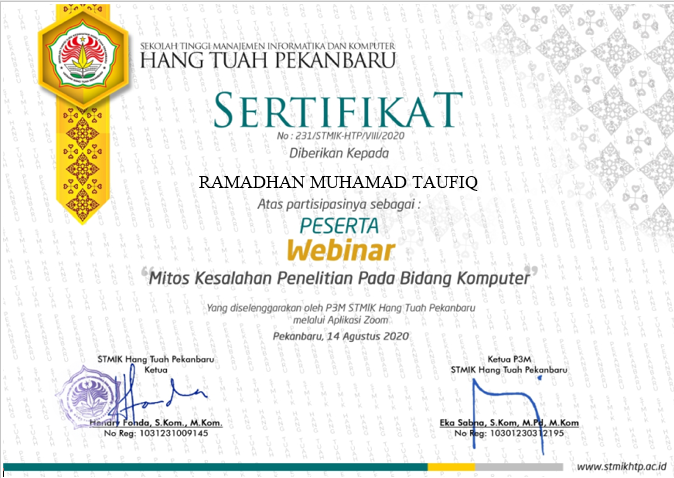 SEKOLAH TINGGI MANAJEMEN INFORMATIKA DAN KOMPUTER
HANG TUAH PEKANBARU
SERTIFIKAT
No : 231/STMIK-HTP/VIII/2020
Diberikan Kepada
RAMADHAN MUHAMAD TAUFIQ
Atas partisipasinya sebagai :
PESERTA
Webinar
"Mitos Kesalahan Penelitian Pada Bidang Komputer"
Yang diselenggarakan oleh P3M STMIK Hang Tuah Pekanbaru
melalui Aplikasi Zoom
Pekanbaru, 14 Agustus 2020
STMIK Hang Tuah Pekanbaru
Ketua
Hendry Fonda, S.Kom., M.Kom.
No Reg: 1031231009145
Ketua P3M
STMIK Hang Tuah Pekanbaru
Eka Sabna, S.Kom, M.Pd, M.Kom
No Reg: 10301230312195
www.stmikhtp.ac.id